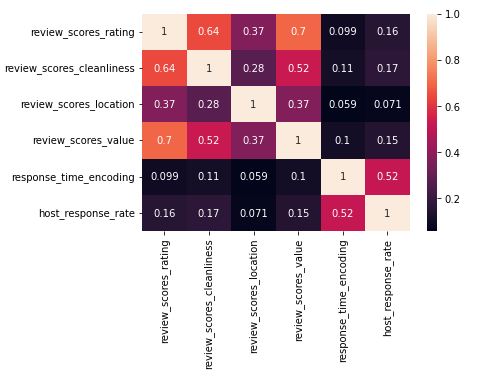 review_scores_rating 1 0.64 0.37 0.7 0.099 0.16
review_scores_cleanliness 0.64 1 0.28 0.52 0.11 0.17
review_scores_location 0.37 0.28 1 0.37 0.059 0.071
review_scores_value 0.7 0.52 0.37 1 0.1 0.15
response_time_encoding 0.099 0.11 0.059 0.1 1 0.52
host_response_rate 0.16 0.17 0.071 0.15 0.52 1
review_scores_rating
review_scores_cleanliness
review_scores_location
review_scores_value
response_time_encoding
host_response_rate
1.0
0.8
0.6
0.4
0.2